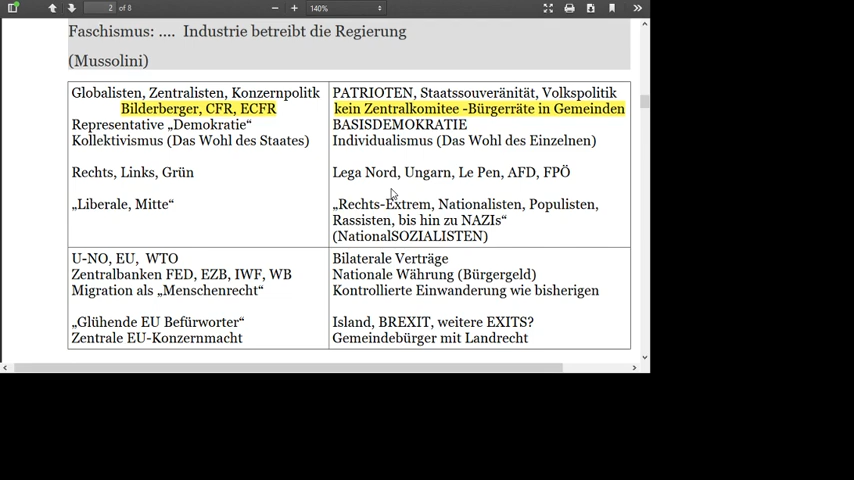 2 of 8
140%
Faschismus: .... Industrie betreibt die Regierung
(Mussolini)
Globalisten, Zentralisten, Konzernpolitk
Bilderberger, CFR, ECFR
Representative „Demokratie“
Kollektivismus (Das Wohl des Staates)
Rechts, Links, Grün
„Liberale, Mitte“
PATRIOTEN, Staatssouveränität, Volkspolitik
kein Zentralkomitee -Bürgerräte in Gemeinden
BASISDEMOKRATIE
Individualismus (Das Wohl des Einzelnen)
Lega Nord, Ungarn, Le Pen, AFD, FPÖ
„Rechts-Extrem, Nationalisten, Populisten,
Rassisten, bis hin zu NAZIs“
(NationalSOZIALISTEN)
U-NO, EU, WTO
Zentralbanken FED, EZB, IWF, WB
Migration als „Menschenrecht“
„Glühende EU Befürworter“
Zentrale EU-Konzernmacht
Bilaterale Verträge
Nationale Währung (Bürgergeld)
Kontrollierte Einwanderung wie bisherigen
Island, BREXIT, weitere EXITS?
Gemeindebürger mit Landrecht